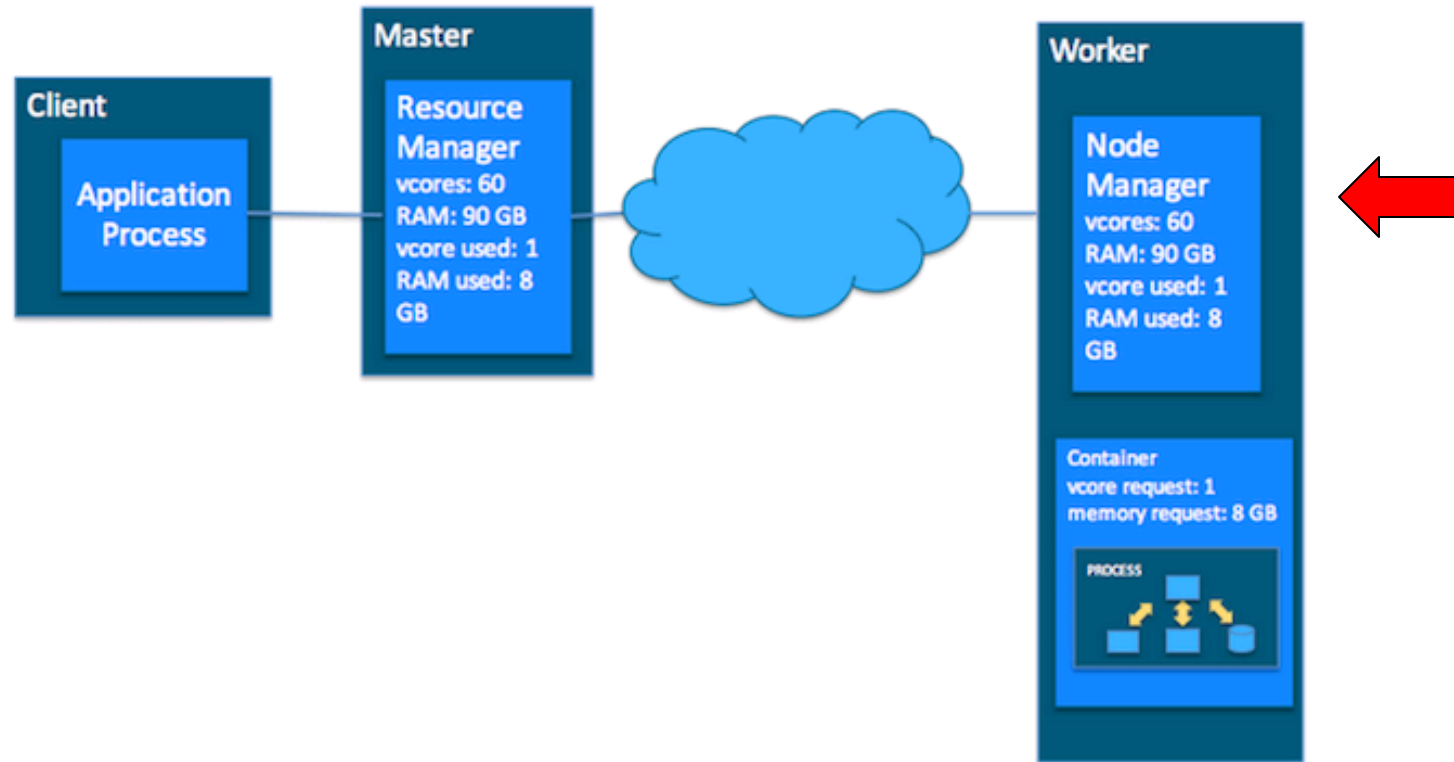 Client
Application
Process
Master
Resource
Manager
vcores: 60
RAM: 90 GB
vcore used: 1
RAM used: 8
GB
Worker
Node
Manager
vcores: 60
RAM: 90 GB
vcore used: 1
RAM used: 8
GB
Container
vcore request: 1
memory request: 8 GB
PROCESS